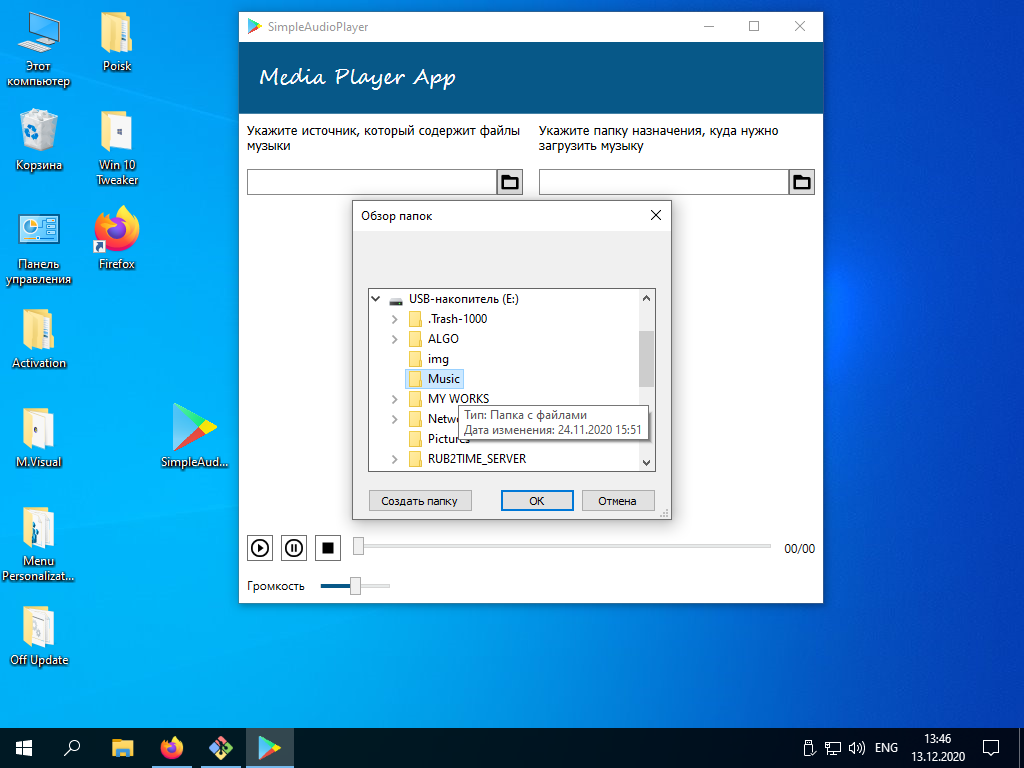 Этот
компьютер
Poisk
Корзина
Win 10
Tweaker
Панель
управления
Firefox
Activation
M.Visual
SimpleAud...
Menu
Personalizat...
Off Update
SimpleAudioPlayer
Media Player App
Укажите источник, который содержит файлы
музыки
Укажите папку назначения, куда нужно
загрузить музыку
Обзор папок
USB-накопитель (E:)
.Trash-1000
ALGO
img
Music
MY WORKS
Тип: Папка с файлами
Дата изменения: 24.11.2020 15:51
RUB2TIME_SERVER
Создать папку
OK
Отмена
00/00
Громкость
ENG
13:46
13.12.2020